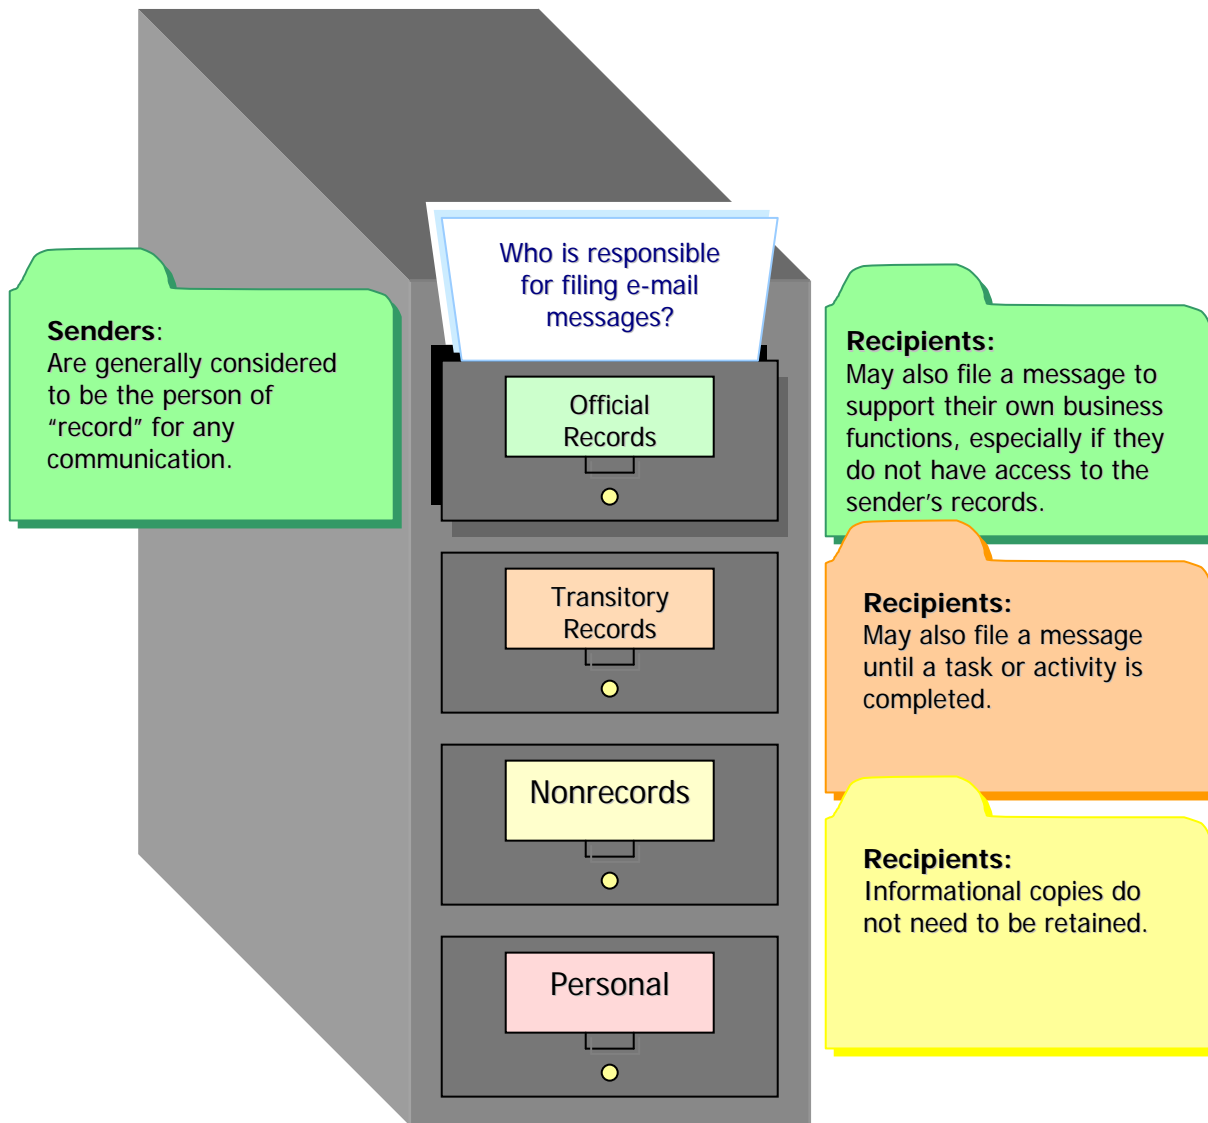 Who is responsible
for filing e-mail
messages?
Senders:
Are generally considered
to be the person of
“record” for any
communication.
Official
Records
Recipients:
May also file a message to
support their own business
functions, especially if they
do not have access to the
sender’s records.
Transitory
Records
Recipients:
May also file a message
until a task or activity is
completed.
Nonrecords
Recipients:
Informational copies do
not need to be retained.
Personal